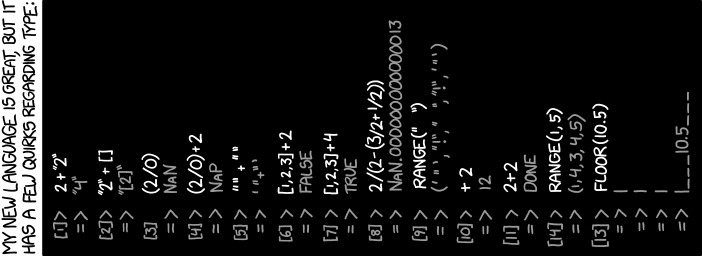 MY NEW LANGUAGE IS GREAT, BUT IT
HAS A FEW QUIRKS REGARDING TYPE:
[1]> 2+"2"
=> "4"
[2]> "2"+[]
=> "[2]"
[3] (2/0)
=> NAN
[4]> (2/0)+2
=> NAP
[5]> ""+""
=> '"+"'
[6]> [1,2,3]+2
=> FALSE
[7]> [1,2,3]+4
=> TRUE
[8]> 2/(2-(3/2+1/2))
=> NaN.0000000000000013
[9]> RANGE(" ")
=>
[10]> +2
=> 12
[11]> 2+2
=> DONE
[14]> RANGE(1,5)
=> (1,4,3,4,5)
[13]> FLOOR(10.5)
=> |
=> |
=> |
=> |___10.5___